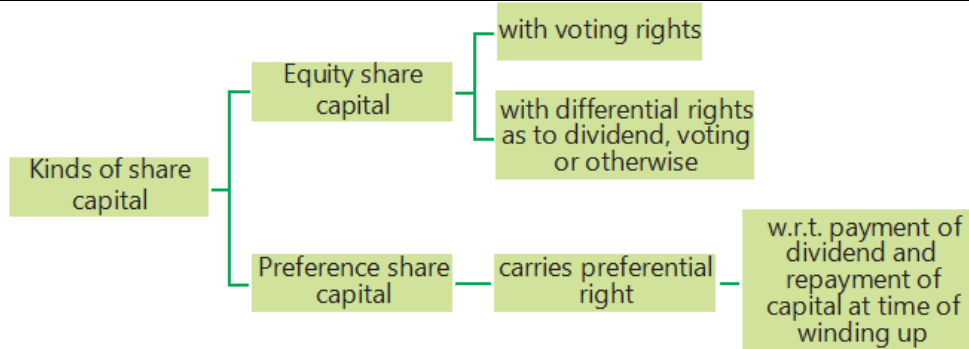 Kinds of share
capital
Equity share
capital
with voting rights
with differential rights
as to dividend, voting
or otherwise
Preference share
capital
carries preferential
right
w.r.t. payment of
dividend and
repayment of
capital at time of
winding up